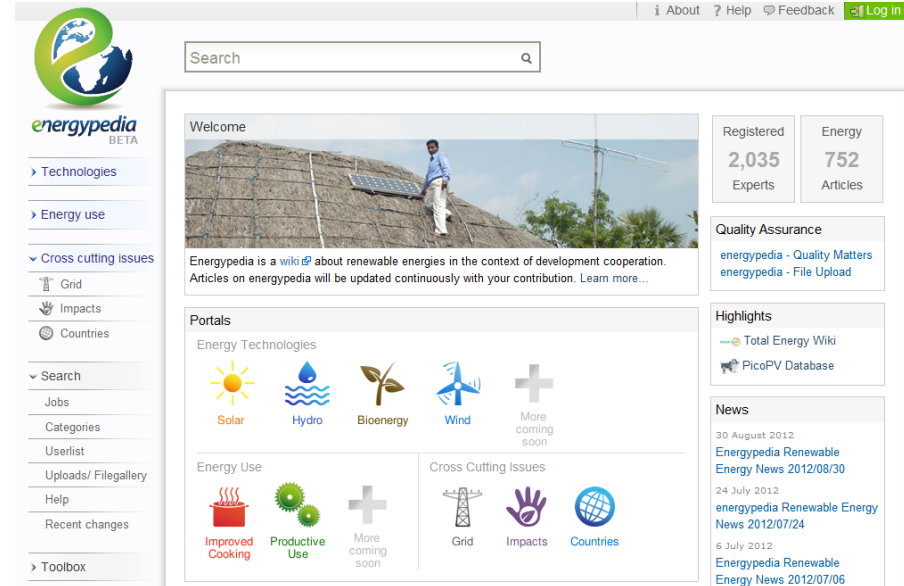 About
Help
Feedback
Log in
Search
energypedia
BETA
Technologies
Energy use
Cross cutting issues
Grid
Impacts
Countries
Search
Jobs
Categories
Userlist
Uploads/ Filegallery
Help
Recent changes
Toolbox
Welcome
Energypedia is a wiki about renewable energies in the context of development cooperation.
Articles on energypedia will be updated continuously with your contribution. Learn more...
Portals
Energy Technologies
Solar
Hydro
Bioenergy
Wind
More
coming
soon
Energy Use
Improved
Cooking
Productive
Use
More
coming
soon
Cross Cutting Issues
Grid
Impacts
Countries
Registered
2,035
Experts
Energy
752
Articles
Quality Assurance
energypedia - Quality Matters
energypedia - File Upload
Highlights
Total Energy Wiki
PicoPV Database
News
30 August 2012
Energypedia Renewable
Energy News 2012/08/30
24 July 2012
energypedia Renewable Energy
News 2012/07/24
6 July 2012
Energypedia Renewable
Energy News 2012/07/06